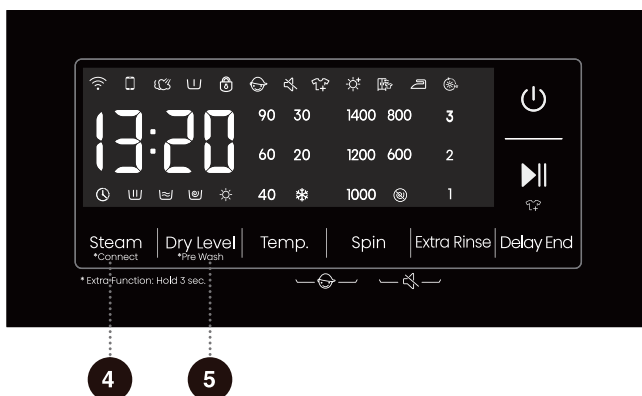 13:20
90 30 1400 800 3
60 20 1200 600 2
40 1000 1
Steam Dry Level Temp. Spin Extra Rinse Delay End
*Connect *Pre Wash
* Extra Function: Hold 3 sec.
4 5